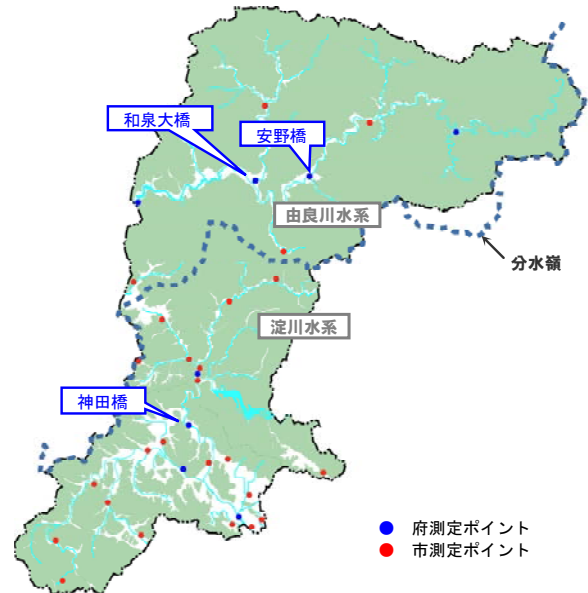 和泉大橋
安野橋
由良川水系
分水嶺
淀川水系
神田橋
府測定ポイント
市測定ポイント